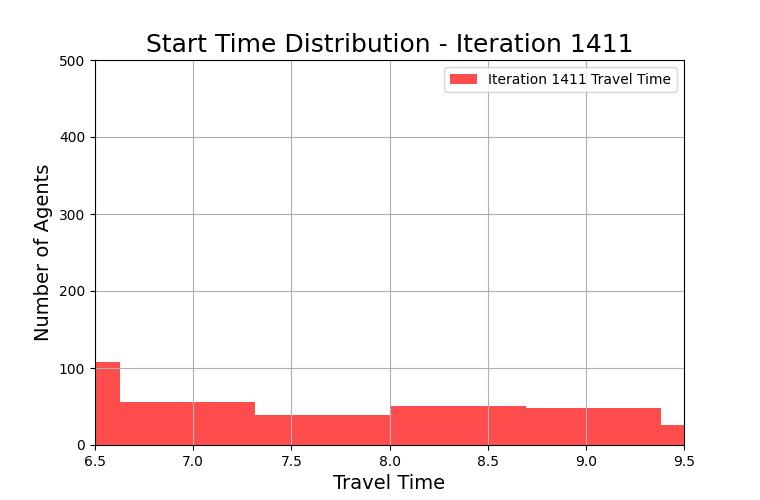 Start Time Distribution - Iteration 1411
Iteration 1411 Travel Time
Number of Agents
500
400
300
200
100
0
6.5 7.0 7.5 8.0 8.5 9.0 9.5
Travel Time